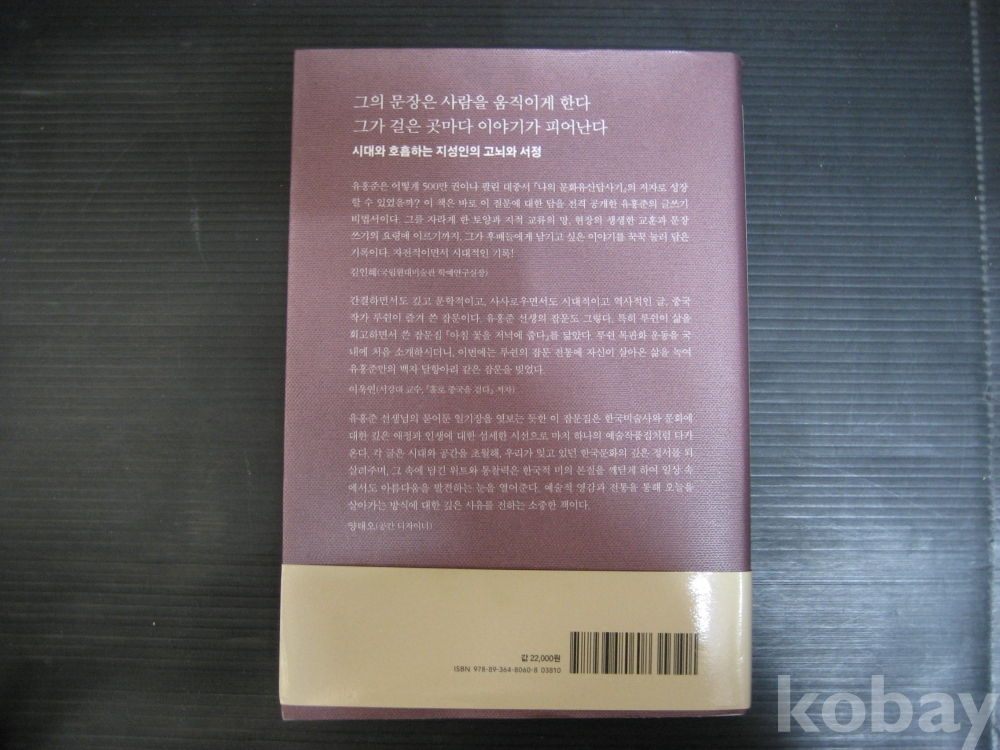 그의 문장은 사람을 움직이게 한다
그가 걸은 곳마다 이야기가 피어난다
시대와 호흡하는 지성인의 고뇌와 서정
유홍준은 어떻게 500만 권이나 팔린 대중서 『나의 문화유산답사기』의 저자로 성장
할 수 있었을까? 이 책은 바로 이 질문에 대한 답을 전격 공개한 유홍준의 글쓰기
비법서이다. 그를 자라게 한 토양과 지적 교류의 망, 현장의 생생한 교훈과 문장
쓰기의 요령에 이르기까지, 그가 후배들에게 남기고 싶은 이야기를 꾹꾹 눌러 담은
기록이다. 자전적이면서 시대적인 기록!
김인혜(국립현대미술관 학예연구실장)
간결하면서도 깊고 문학적이고, 사사로우면서도 시대적이고 역사적인 글, 중국
작가 루쉰이 즐겨 쓴 잡문이다. 유홍준 선생의 잡문도 그렇다. 특히 루쉰이 삶을
회고하면서 쓴 잡문집 『아침 꽃을 저녁에 줍다』를 닮았다. 루쉰 목판화 운동을 국
내에 처음 소개하시더니, 이번에는 루쉰의 잡문 전통에 자신이 살아온 삶을 녹여
유홍준만의 백자 달항아리 같은 잡문을 빚었다.
이욱연(서강대 교수, 『홀로 중국을 걷다』 저자)
유홍준 선생님의 묻어둔 일기장을 엿보는 듯한 이 잡문집은 한국미술사와 문화에
대한 깊은 애정과 인생에 대한 섬세한 시선으로 마치 하나의 예술작품집처럼 다가
온다. 각 글은 시대와 공간을 초월해, 우리가 잊고 있던 한국문화의 깊은 정서를 되
살려주며, 그 속에 담긴 위트와 통찰력은 한국적 미의 본질을 깨닫게 하여 일상 속
에서도 아름다움을 발견하는 눈을 열어준다. 예술적 영감과 전통을 통해 오늘을
살아가는 방식에 대한 깊은 사유를 전하는 소중한 책이다.
양태오(공간 디자이너)
값 22,000원
ISBN 978-89-364-8060-8 03810
kobay